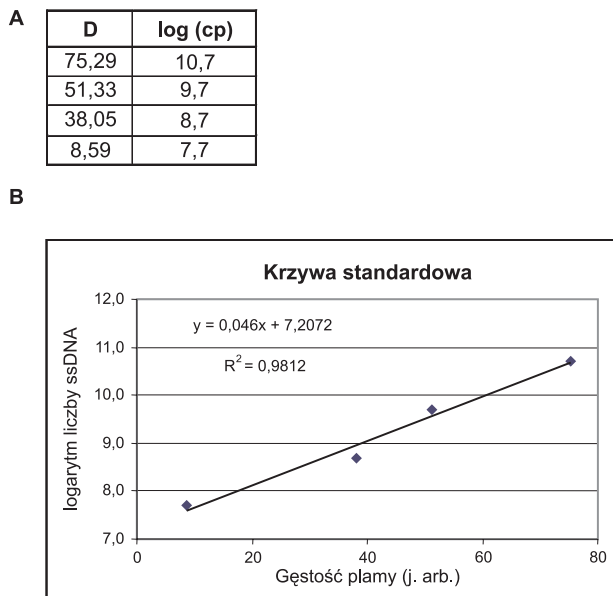 A
D log (cp)
75,29 10,7
51,33 9,7
38,05 8,7
8,59 7,7
B
Krzywa standardowa
12,0
y = 0,046x + 7,2072
11,0
R² = 0,9812
10,0
9,0
8,0
7,0
logarytm liczby ssDNA
0 20 40 60 80
Gęstość plamy (j. arb.)